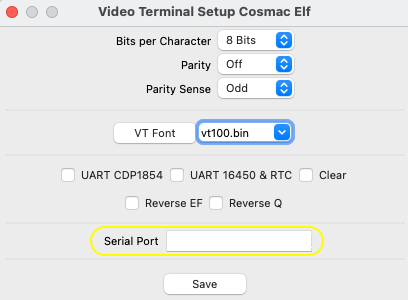 Video Terminal Setup Cosmac Elf
Bits per Character 8 Bits
Parity Off
Parity Sense Odd
VT Font vt100.bin
UART CDP1854 UART 16450 & RTC Clear
Reverse EF Reverse Q
Serial Port
Save